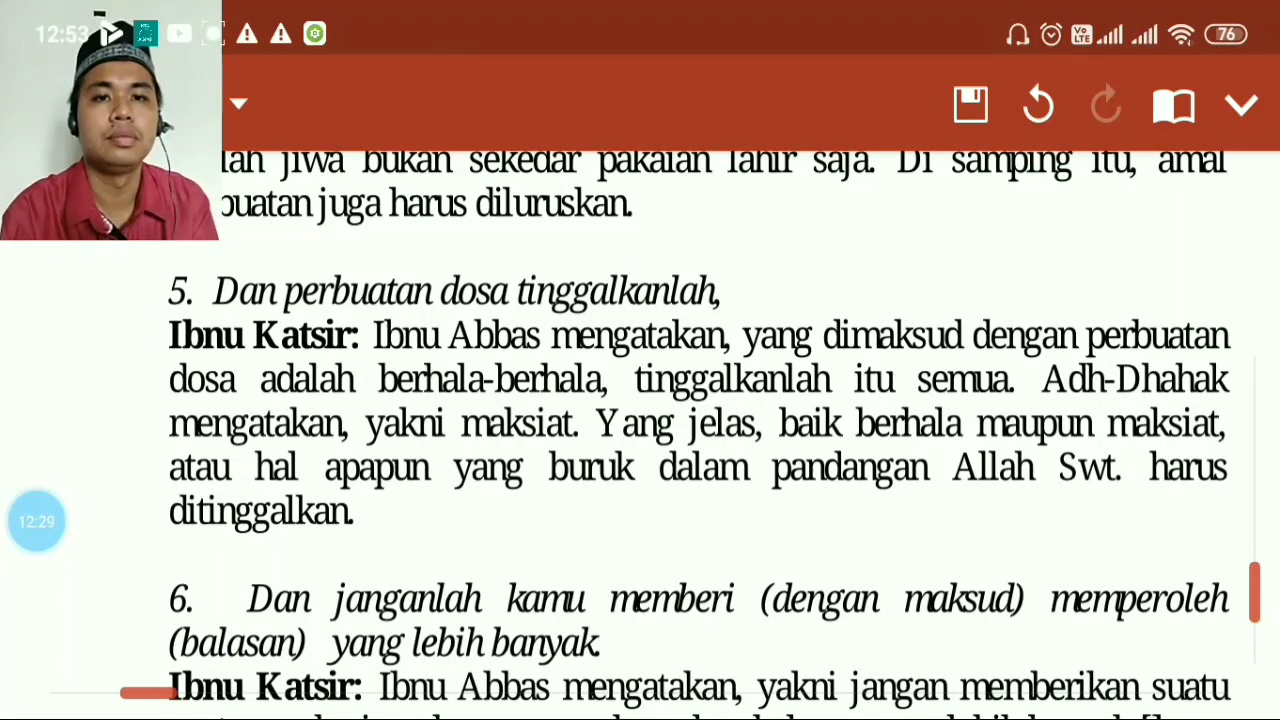 12:53
Vo LTE
76
lah jiwa bukan sekedar pakaian lahir saja. Di samping itu, amal
buatan juga harus diluruskan.
5. Dan perbuatan dosa tinggalkanlah,
Ibnu Katsir: Ibnu Abbas mengatakan, yang dimaksud dengan perbuatan
dosa adalah berhala-berhala, tinggalkanlah itu semua. Adh-Dhahak
mengatakan, yakni maksiat. Yang jelas, baik berhala maupun maksiat,
atau hal apapun yang buruk dalam pandangan Allah Swt. harus
12:29
ditinggalkan.
6. Dan janganlah kamu memberi (dengan maksud) memperoleh
(balasan) yang lebih banyak.
Ibnu Katsir: Ibnu Abbas mengatakan, yakni jangan memberikan suatu